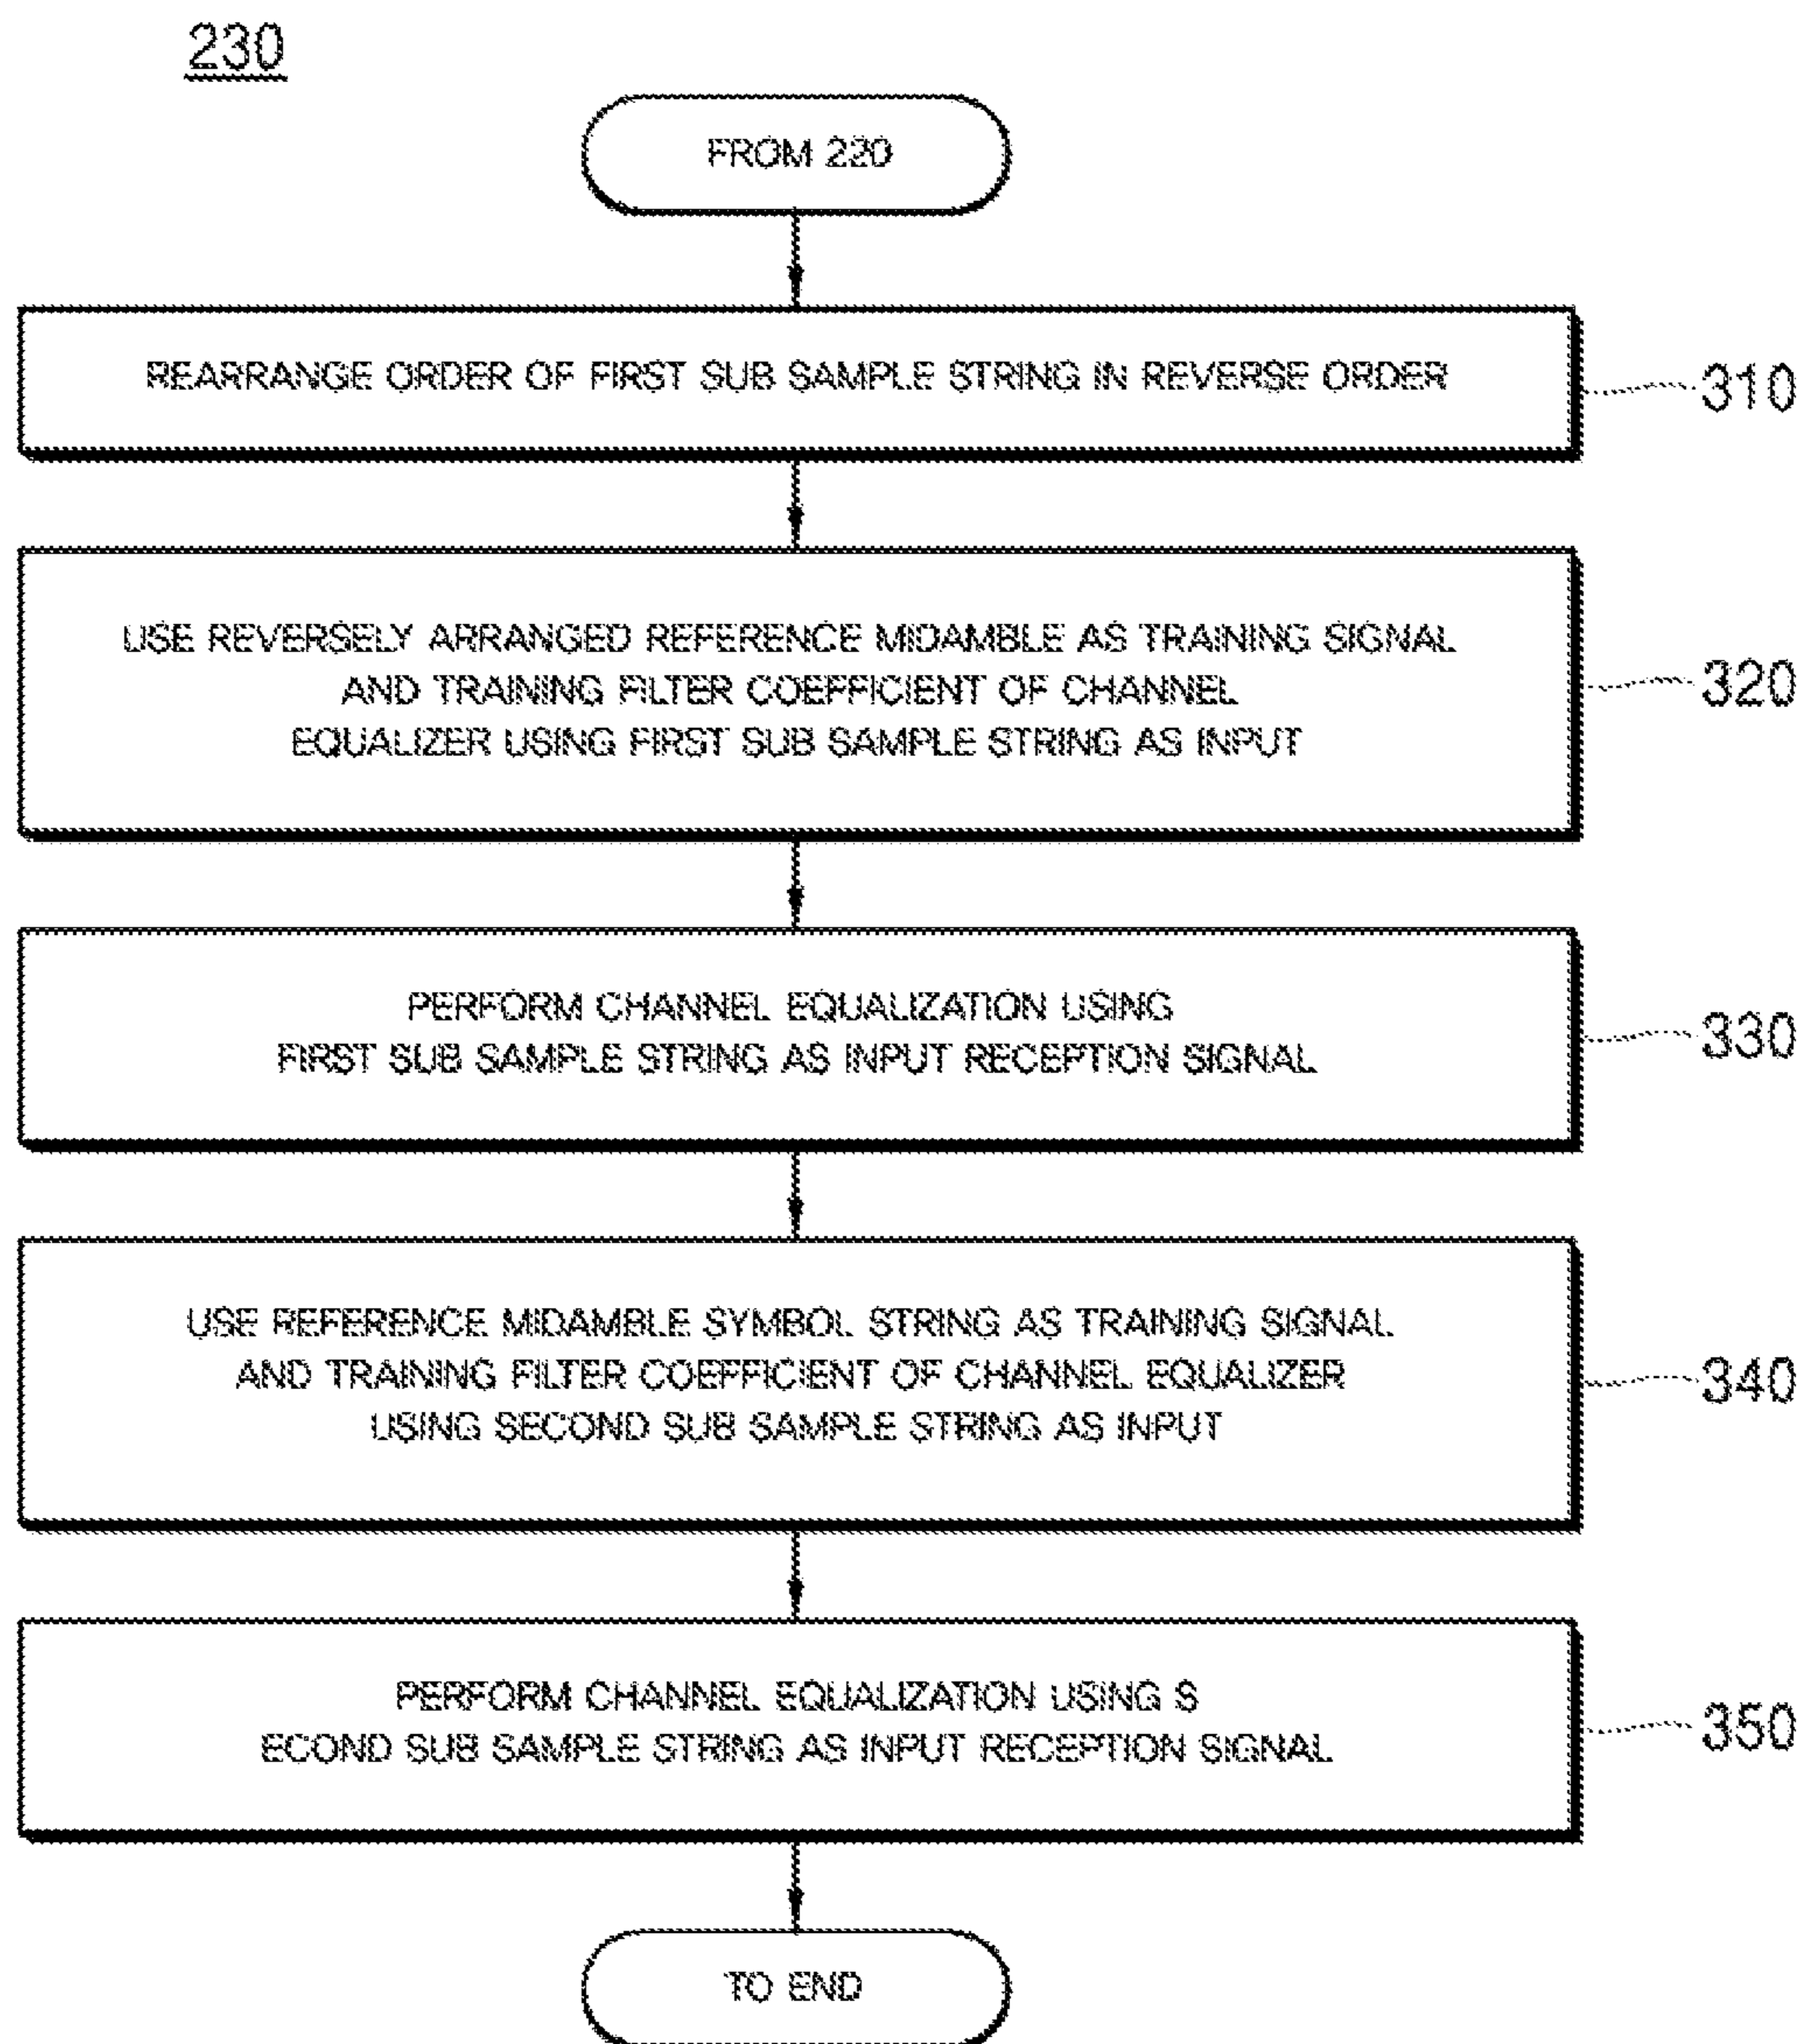 230
FROM 220
REARRANGE ORDER OF FIRST SUB SAMPLE STRING IN REVERSE ORDER
310
USE REVERSELY ARRANGED REFERENCE MIDAMBLE AS TRAINING SIGNAL
AND TRAINING FILTER COEFFICIENT OF CHANNEL
EQUALIZER USING FIRST SUB SAMPLE STRING AS INPUT
320
PERFORM CHANNEL EQUALIZATION USING
FIRST SUB SAMPLE STRING AS INPUT RECEPTION SIGNAL
330
USE REFERENCE MIDAMBLE SYMBOL STRING AS TRAINING SIGNAL
AND TRAINING FILTER COEFFICIENT OF CHANNEL EQUALIZER
USING SECOND SUB SAMPLE STRING AS INPUT
340
PERFORM CHANNEL EQUALIZATION USING S
ECOND SUB SAMPLE STRING AS INPUT RECEPTION SIGNAL
350
TO END